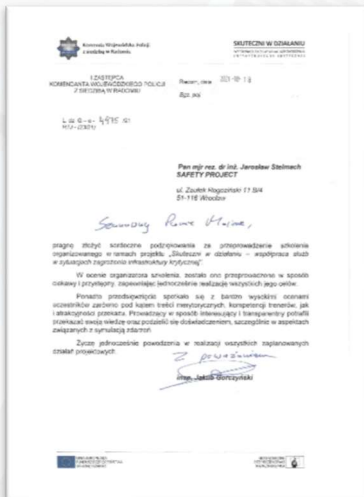 Komenda Wojewódzka Policji
z siedzibą w Radomiu
SKUTECZNI W DZIAŁANIU
I ZASTĘPCA
KOMENDANTA WOJEWÓDZKIEGO POLICJI
Z SIEDZIBĄ W RADOMIU
Radom, dnia
Pan mjr rez. dr inż. Jarosław Stelmach
SAFETY PROJECT
ul. Zaułek Rogoziński 11 B/4
51-116 Wrocław
Szanowny Panie Majorze,
pragnę złożyć serdeczne podziękowania za przeprowadzenie szkolenia
organizowanego w ramach projektu „Skuteczni w działaniu – współpraca służb
w sytuacjach zagrożenia infrastruktury krytycznej”.
W ocenie organizatora szkolenia, zostało ono przeprowadzone w sposób
ciekawy i przystępny, zapewniając jednocześnie realizację wszystkich jego celów.
Ponadto przedsięwzięcie spotkało się z bardzo wysokimi ocenami
uczestników zarówno pod kątem treści merytorycznych, kompetencji trenerów, jak
i atrakcyjności przekazu. Prowadzący w sposób interesujący i transparentny potrafili
przekazać swoją wiedzę oraz podzielić się doświadczeniem, szczególnie w aspektach
związanych z symulacją zdarzeń.
Życzę jednocześnie powodzenia w realizacji wszystkich zaplanowanych
działań projektowych.
Z poważaniem
insp. Jakub Gorczyński